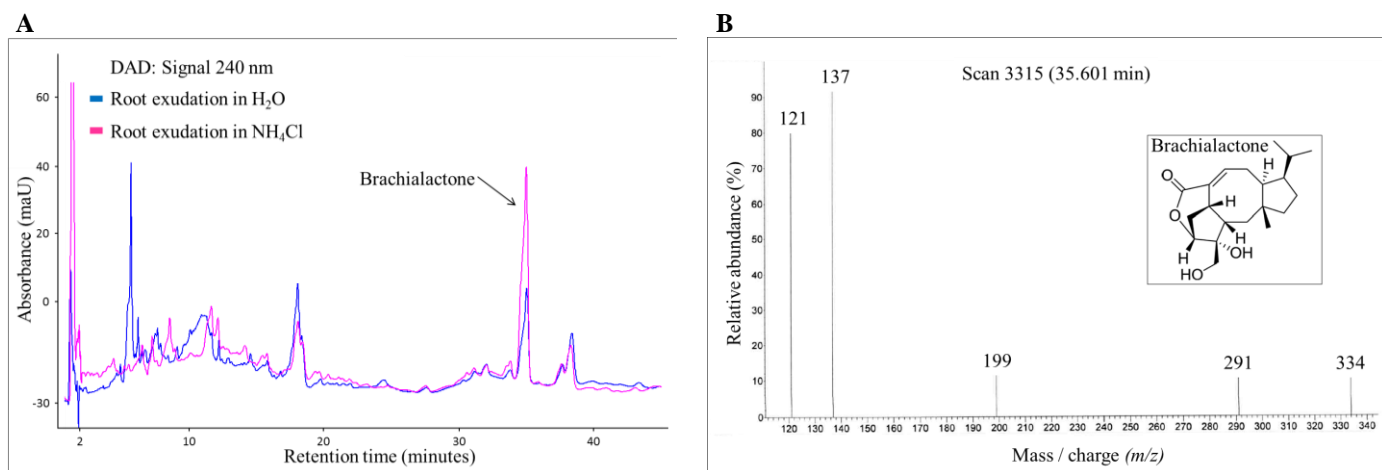 A
DAD: Signal 240 nm
Root exudation in H₂O
Root exudation in NH₄Cl
Brachialactone
60
40
20
0
-30
Absorbance (maU)
2
10
20
30
40
Retention time (minutes)
B
Scan 3315 (35.601 min)
137
121
199
291
334
Brachialactone
H
O
O
H
H
H
OH
HO
90
80
70
60
50
40
30
20
10
0
Relative abundance (%)
120 130 140 150 160 170 180 190 200 210 220 230 240 250 260 270 280 290 300 310 320 330 340
Mass / charge (m/z)